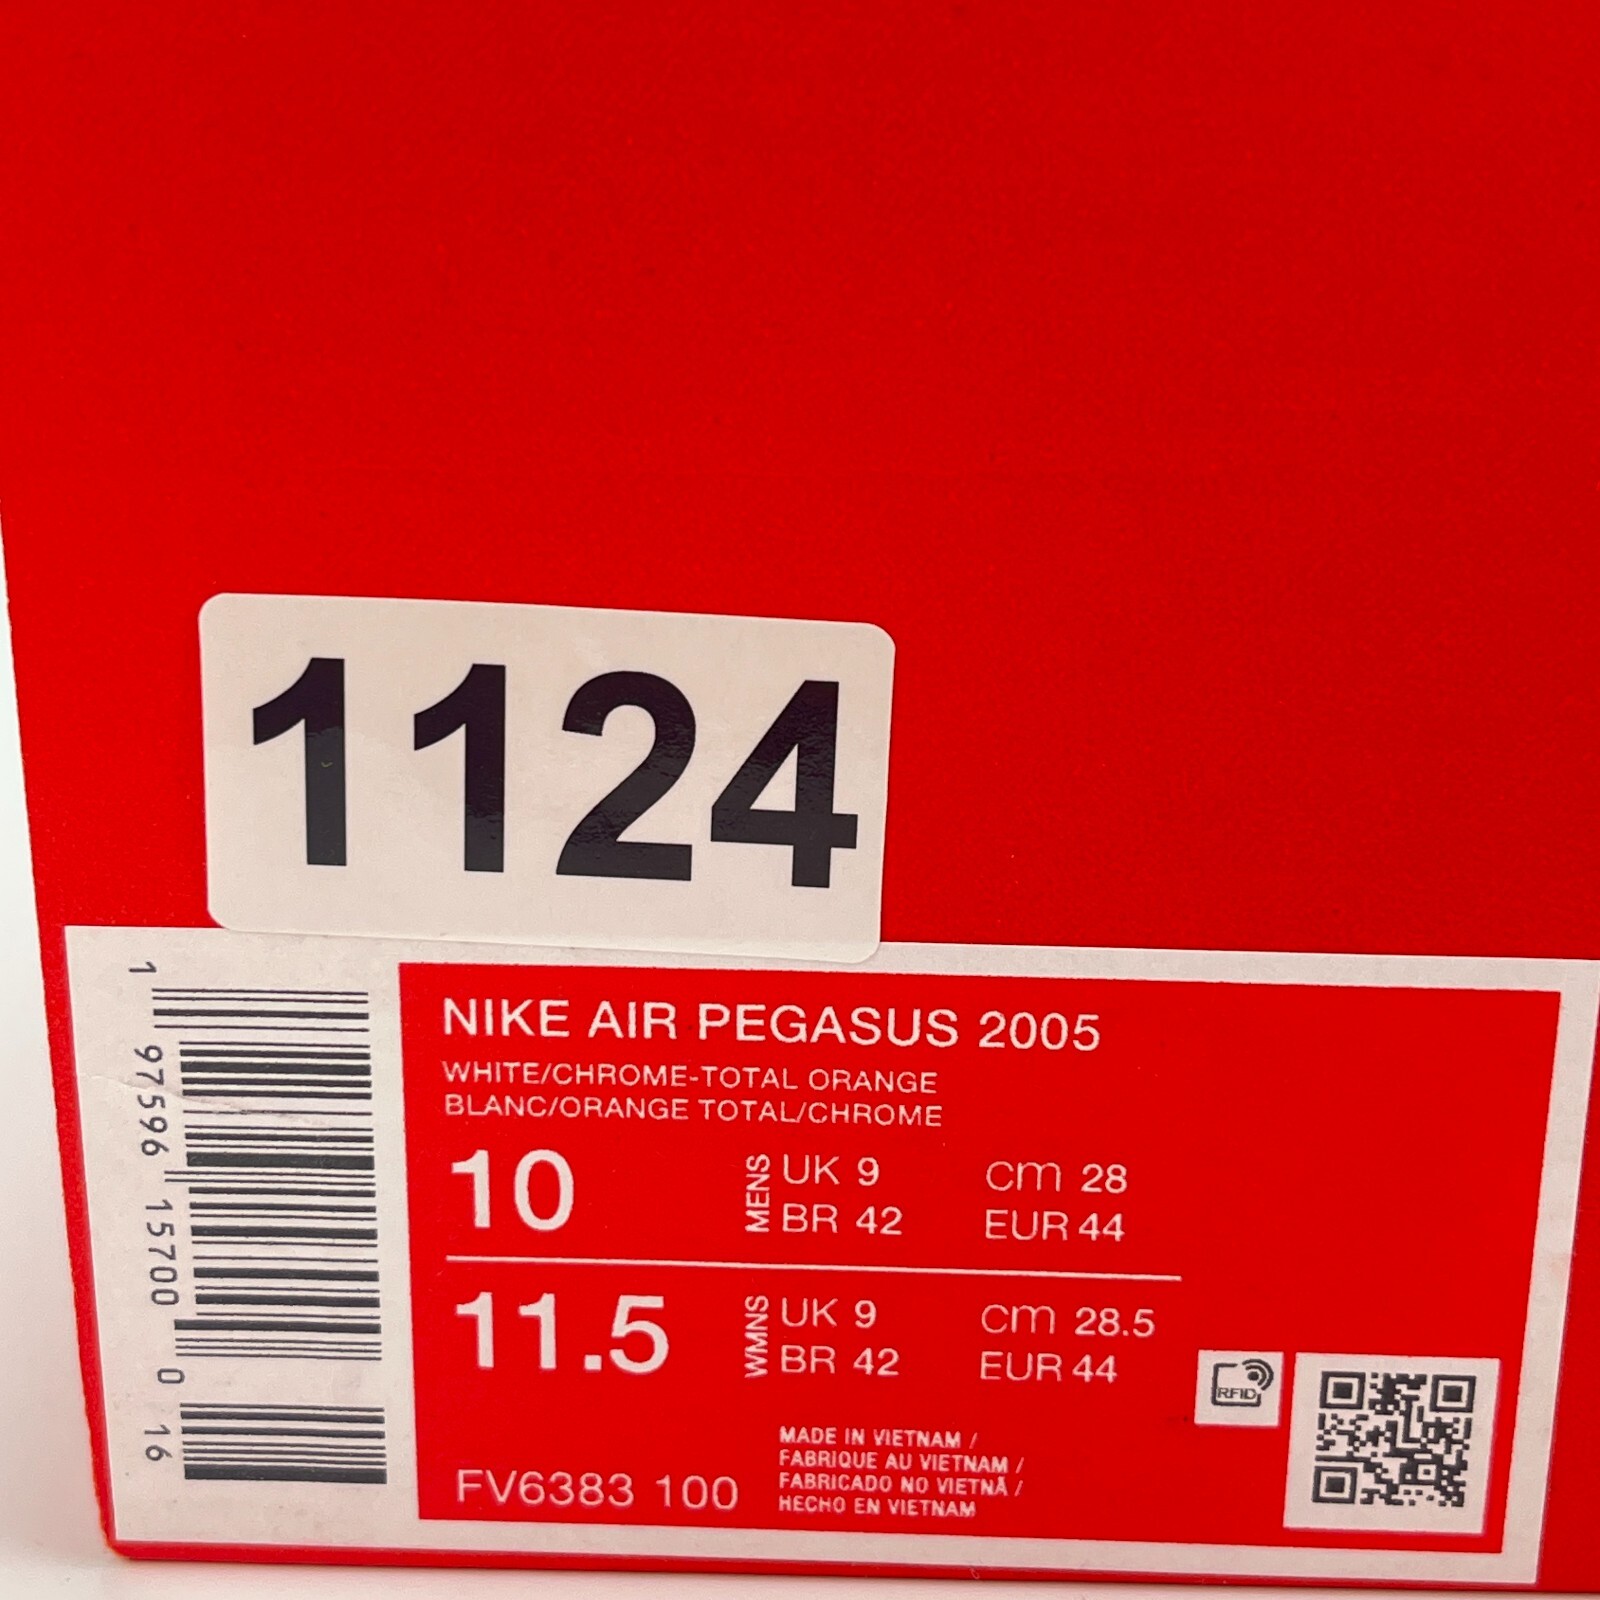 1124
NIKE AIR PEGASUS 2005
WHITE/CHROME-TOTAL ORANGE
BLANC/ORANGE TOTAL/CHROME
10
MENS
UK 9
cm 28
BR 42
EUR 44
11.5
WMNS
UK 9
cm 28.5
BR 42
EUR 44
RFID
FV6383 100
MADE IN VIETNAM /
FABRIQUE AU VIETNAM /
FABRICADO NO VIETNÃ /
HECHO EN VIETNAM
1 97596 15700 0 16